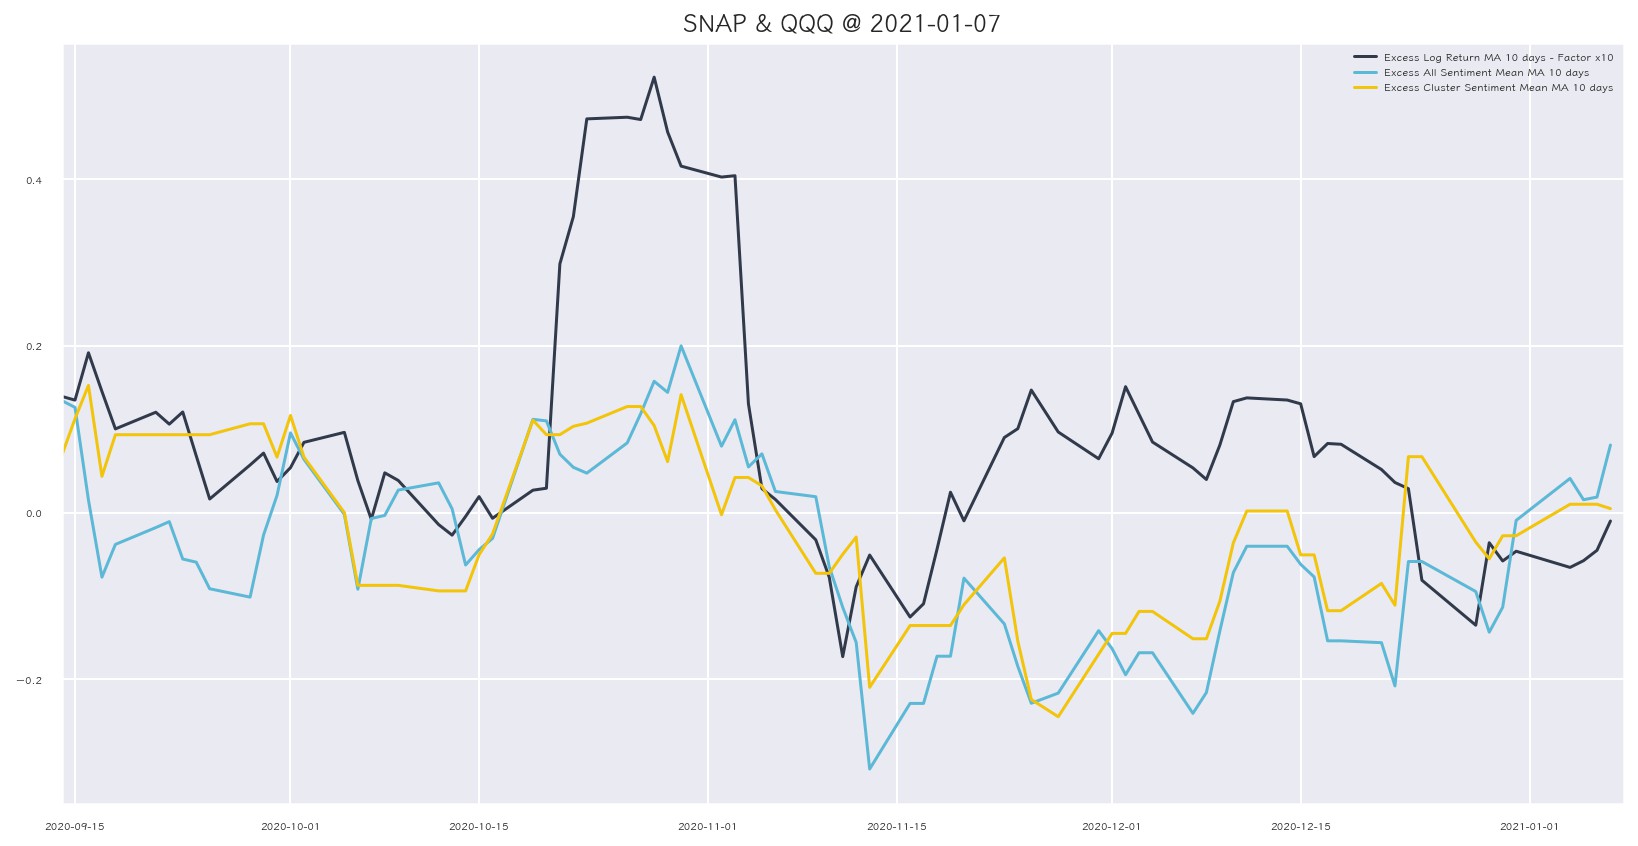 SNAP & QQQ @ 2021-01-07
Excess Log Return MA 10 days - Factor x10
Excess All Sentiment Mean MA 10 days
Excess Cluster Sentiment Mean MA 10 days
0.4
0.2
0.0
−0.2
2020-09-15 2020-10-01 2020-10-15 2020-11-01 2020-11-15 2020-12-01 2020-12-15 2021-01-01